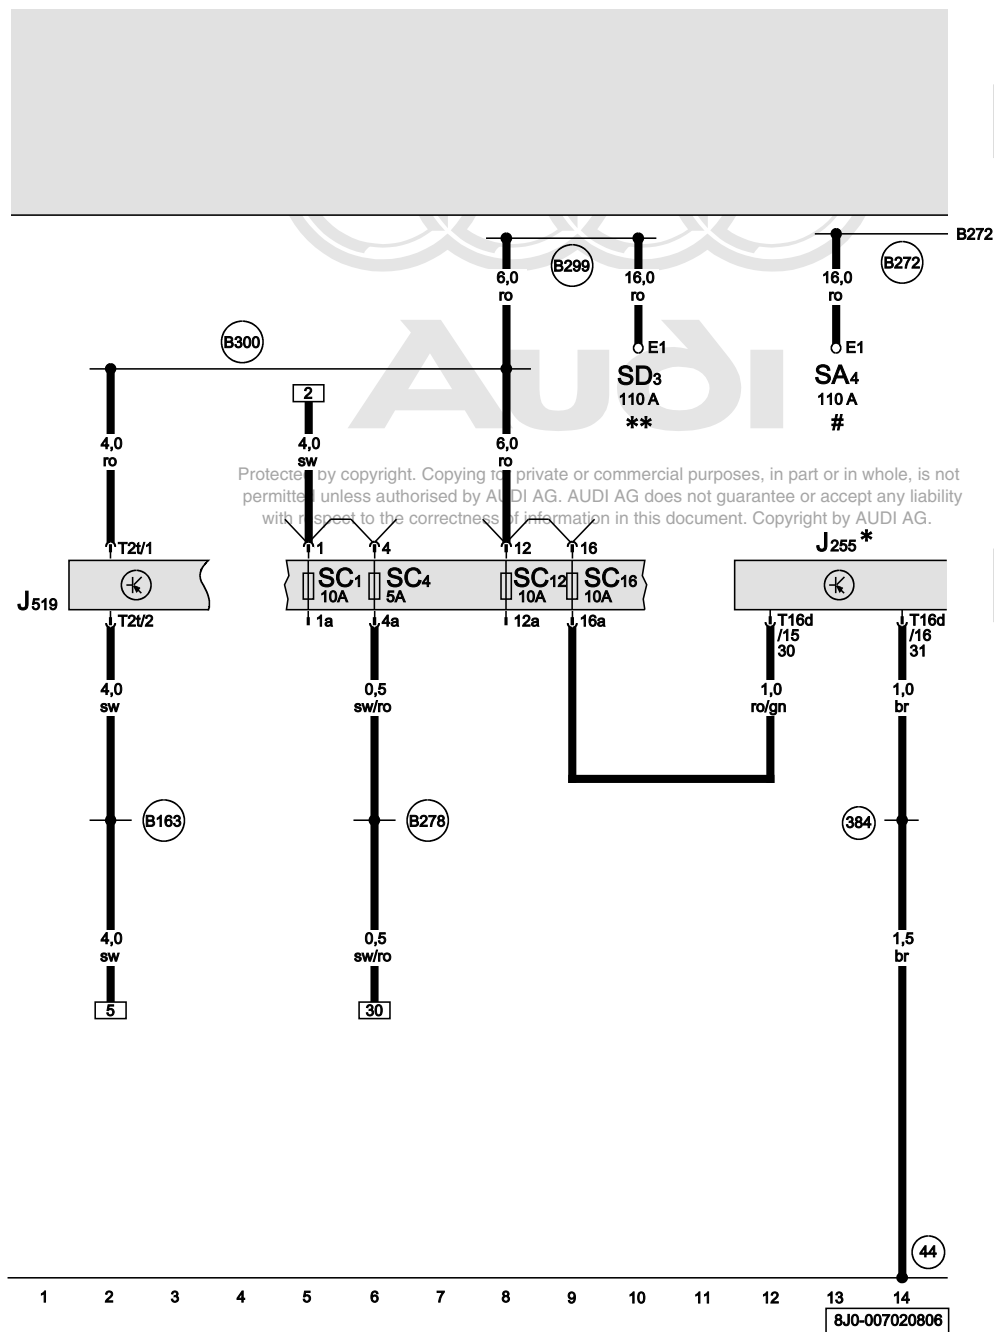 B272
B299
B272
6,0
ro
16,0
ro
16,0
ro
B300
E1
E1
SD3
110 A
**
SA4
110 A
#
AUDI
2
4,0
ro
4,0
sw
6,0
ro
Protected by copyright. Copying for private or commercial purposes, in part or in whole, is not
permitted unless authorised by AUDI AG. AUDI AG does not guarantee or accept any liability
with respect to the correctness of information in this document. Copyright by AUDI AG.
J255 *
T2t/1
1
4
12
16
J519
SC1
10A
SC4
5A
SC12
10A
SC16
10A
T2t/2
1a
4a
12a
16a
T16d
/15
30
T16d
/16
31
4,0
sw
0,5
sw/ro
1,0
ro/gn
1,0
br
B163
B278
384
4,0
sw
0,5
sw/ro
1,5
br
5
30
44
1 2 3 4 5 6 7 8 9 10 11 12 13 14
8J0-007020806